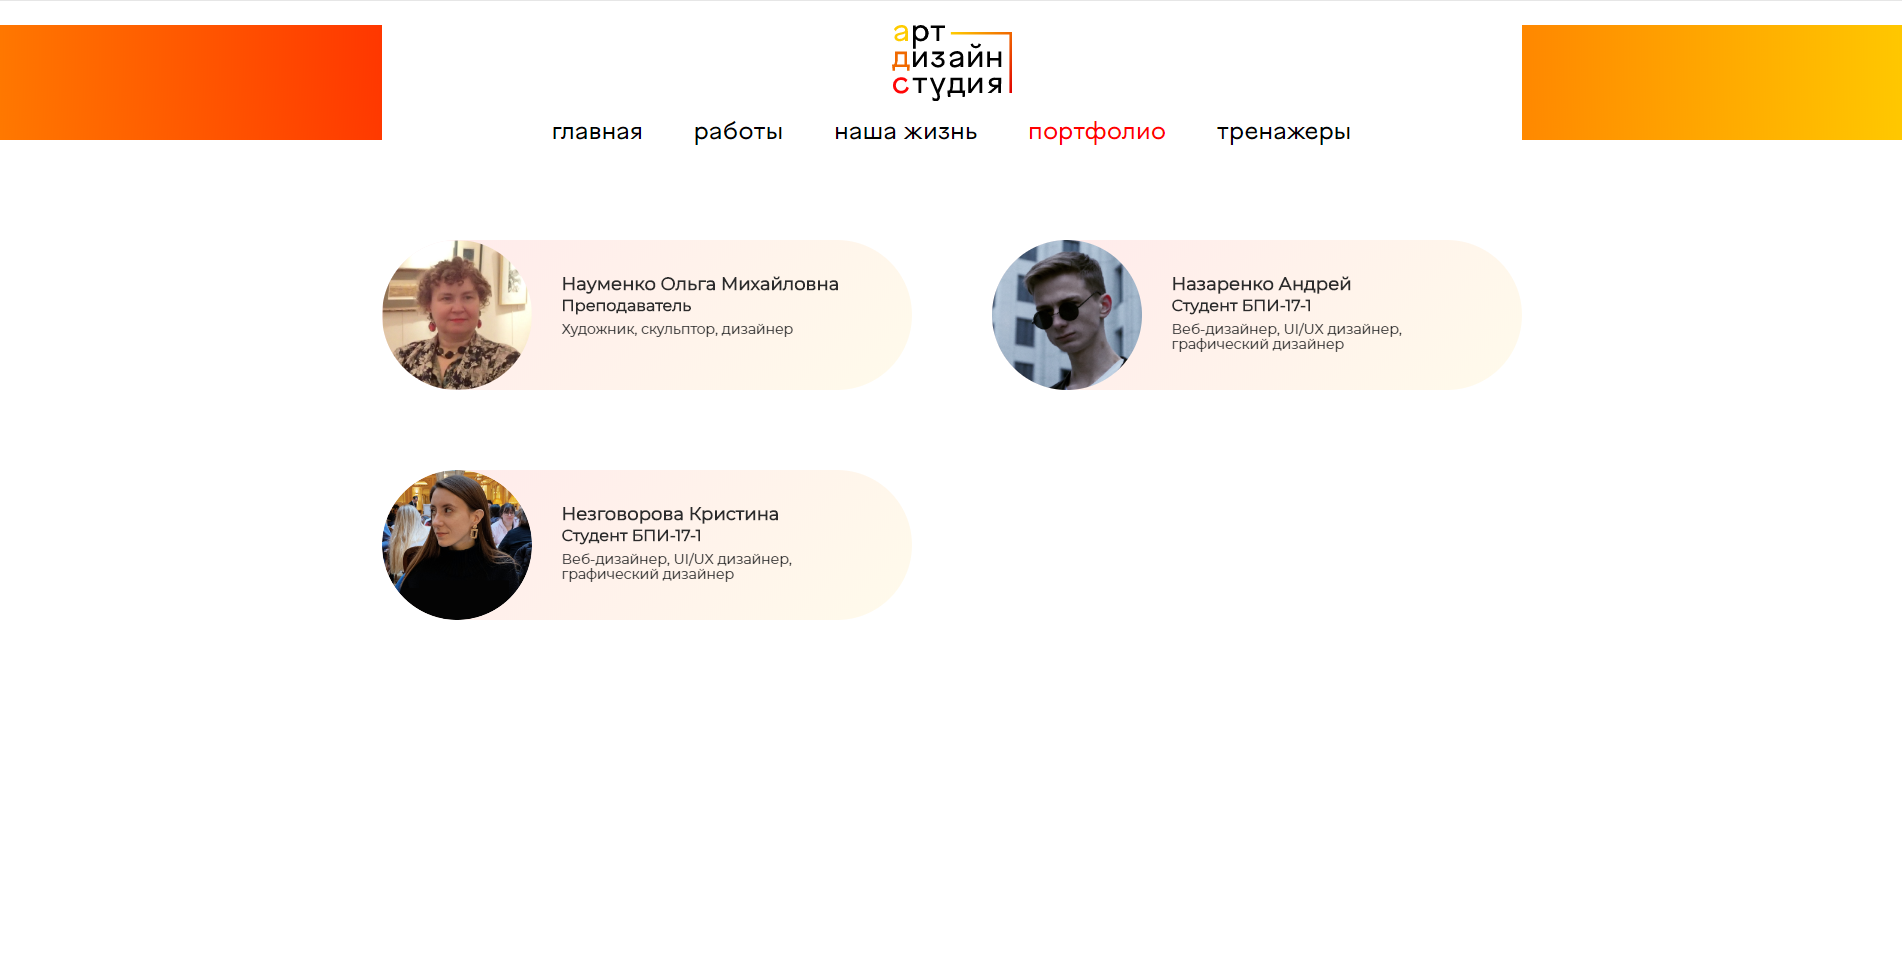 арт
дизайн
студия
главная работы наша жизнь портфолио тренажеры
Науменко Ольга Михайловна
Преподаватель
Художник, скульптор, дизайнер
Назаренко Андрей
Студент БПИ-17-1
Веб-дизайнер, UI/UX дизайнер,
графический дизайнер
Незговорова Кристина
Студент БПИ-17-1
Веб-дизайнер, UI/UX дизайнер,
графический дизайнер